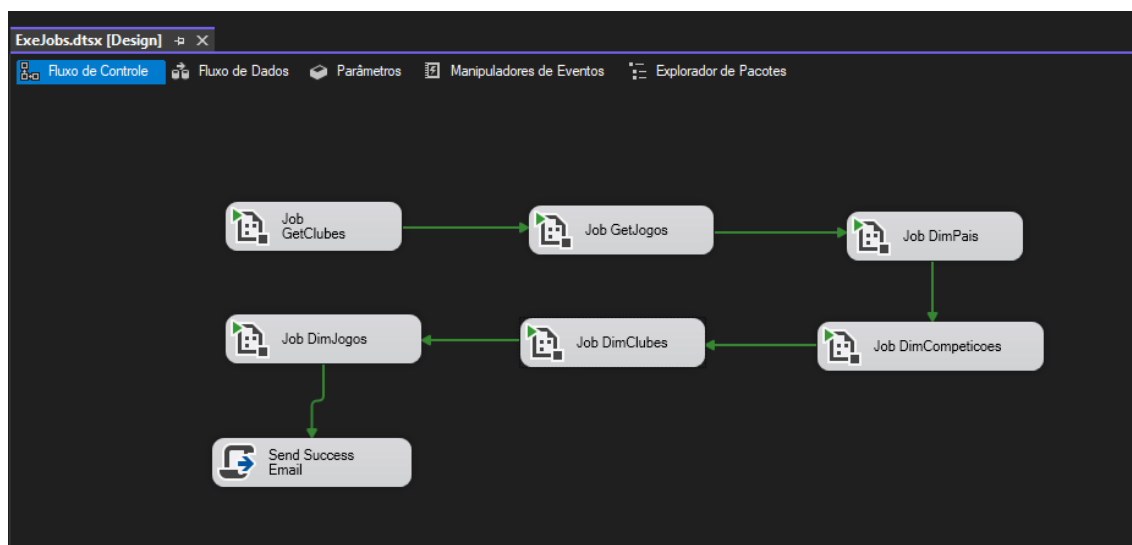 ExeJobs.dtsx [Design]
Fluxo de Controle Fluxo de Dados Parâmetros Manipuladores de Eventos Explorador de Pacotes
Job
GetClubes
Job GetJogos
Job DimPais
Job DimJogos
Job DimClubes
Job DimCompeticoes
Send Success
Email